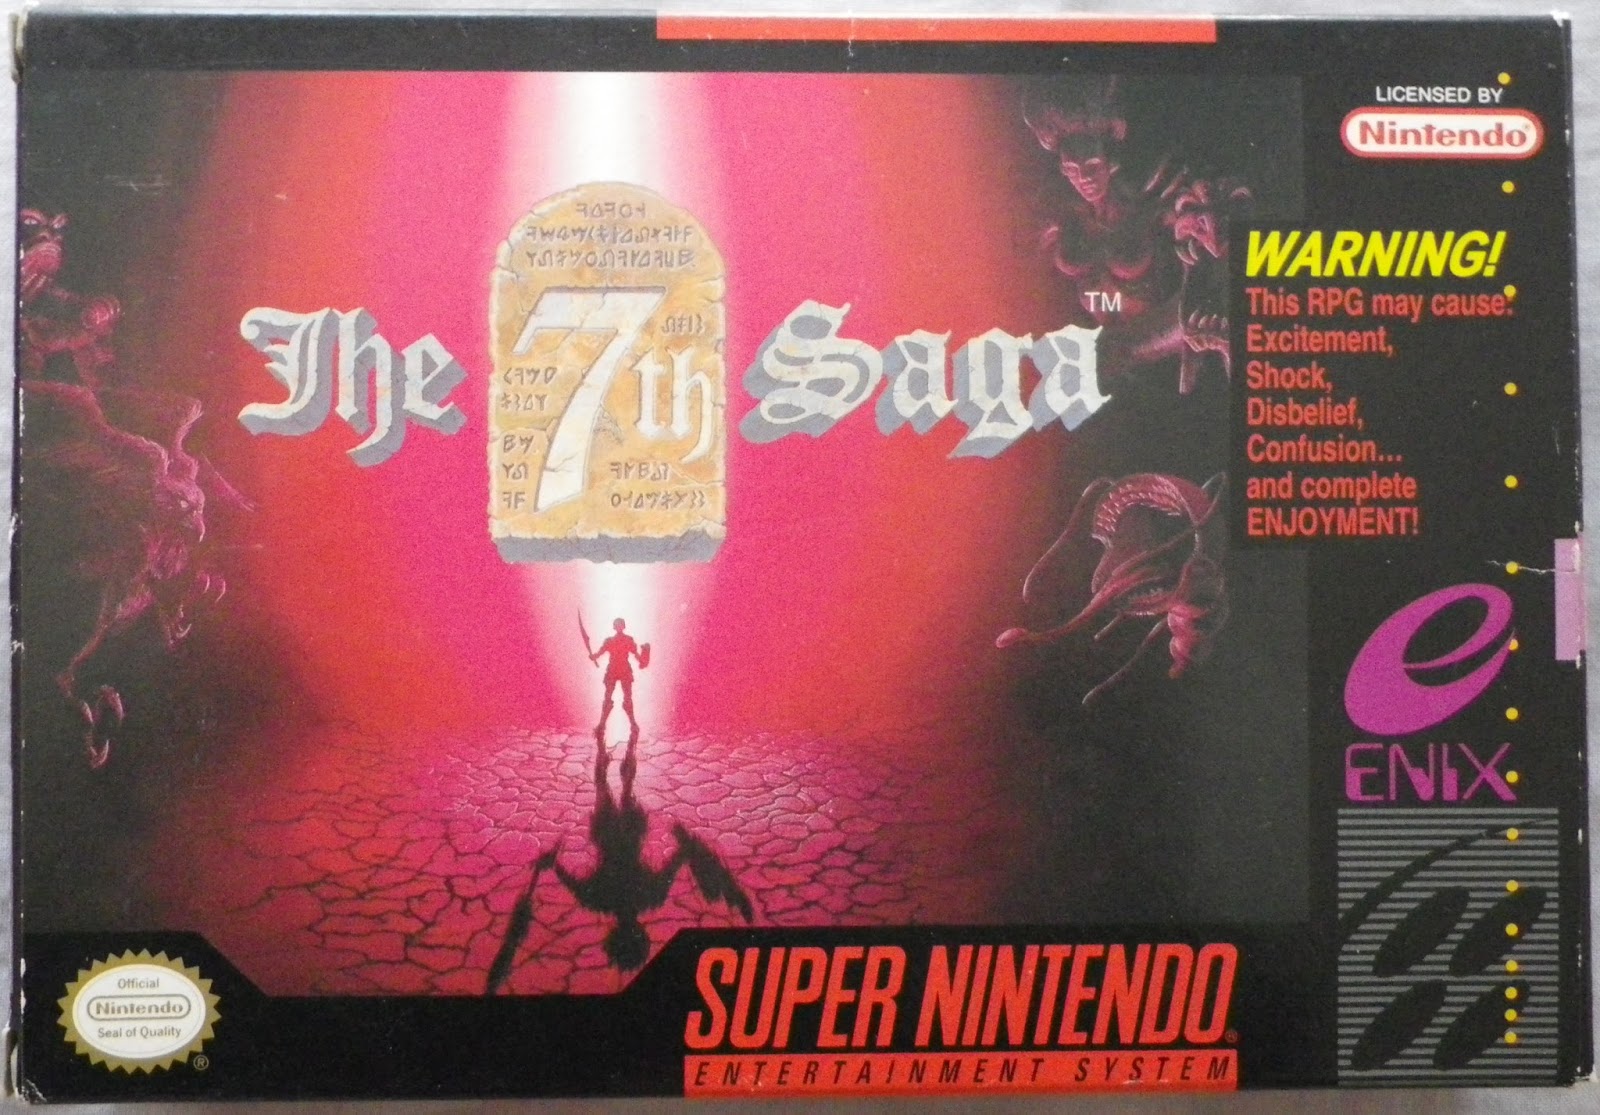 LICENSED BY
Nintendo®
The 7th Saga™
WARNING!
This RPG may cause:
Excitement,
Shock,
Disbelief,
Confusion...
and complete
ENJOYMENT!
ENIX
Official
Nintendo
Seal of Quality
®
SUPER NINTENDO®
ENTERTAINMENT SYSTEM